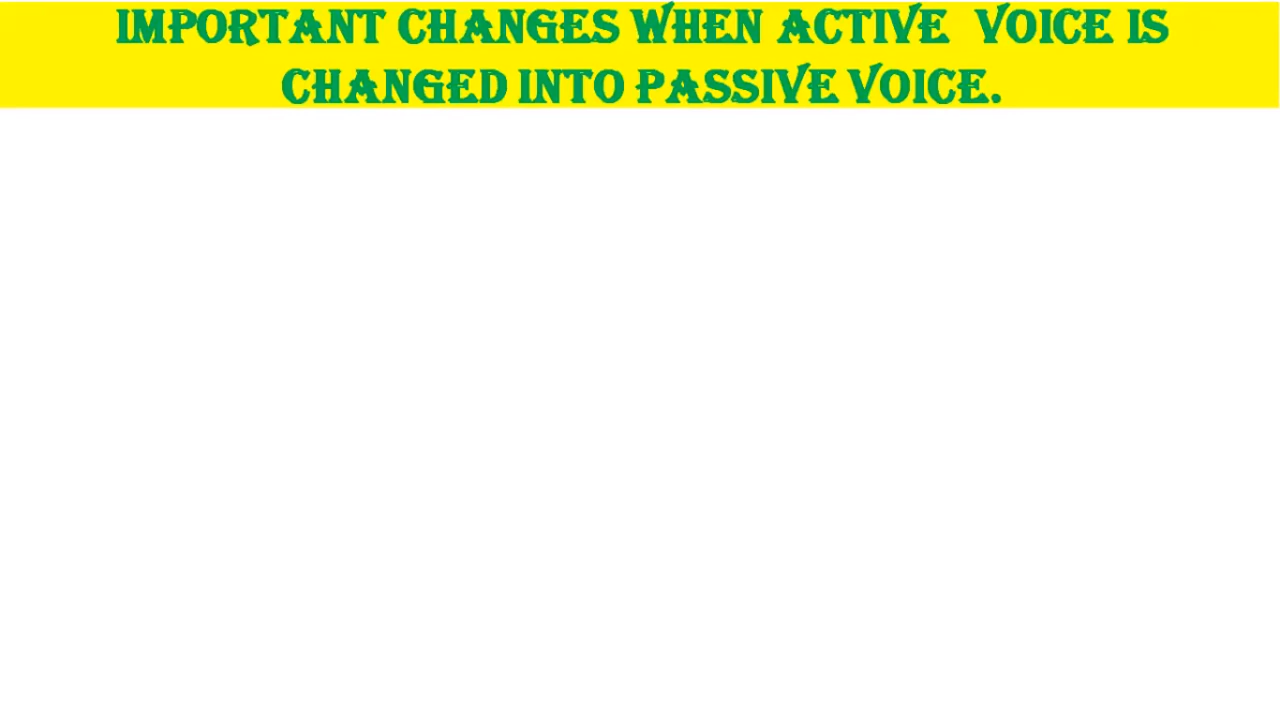 IMPORTANT CHANGES WHEN ACTIVE VOICE IS
CHANGED INTO PASSIVE VOICE.